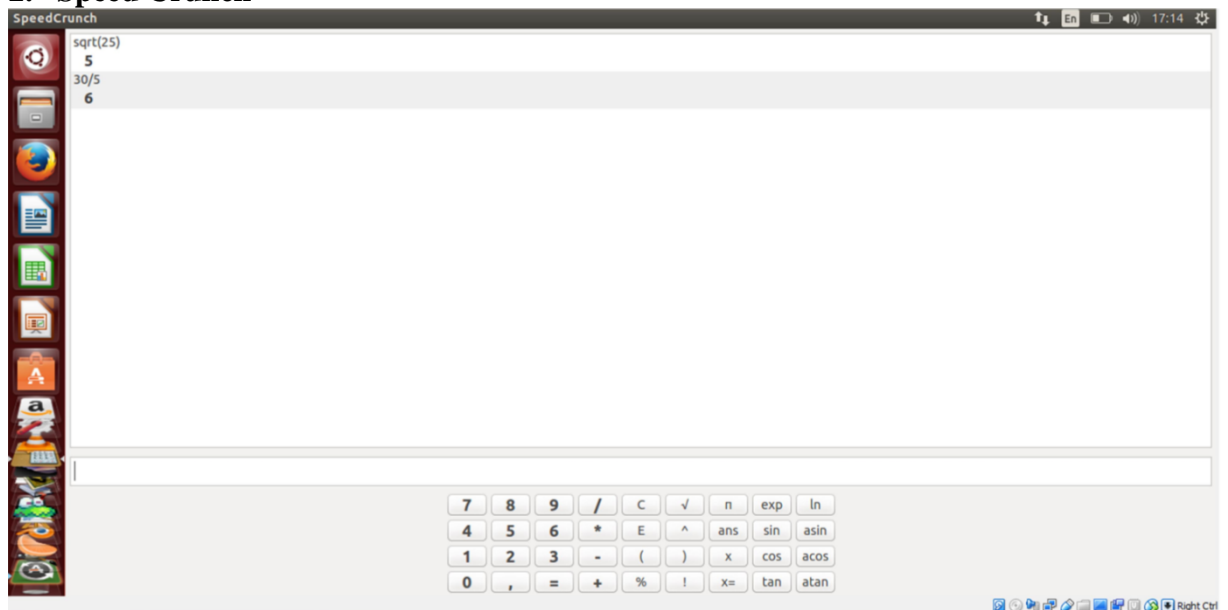 SpeedCrunch
En 17:14
sqrt(25)
5
30/5
6
7 8 9 / C √ π exp ln
4 5 6 * E ^ ans sin asin
1 2 3 - ( ) x cos acos
0 , = + % ! x= tan atan
Right Ctrl